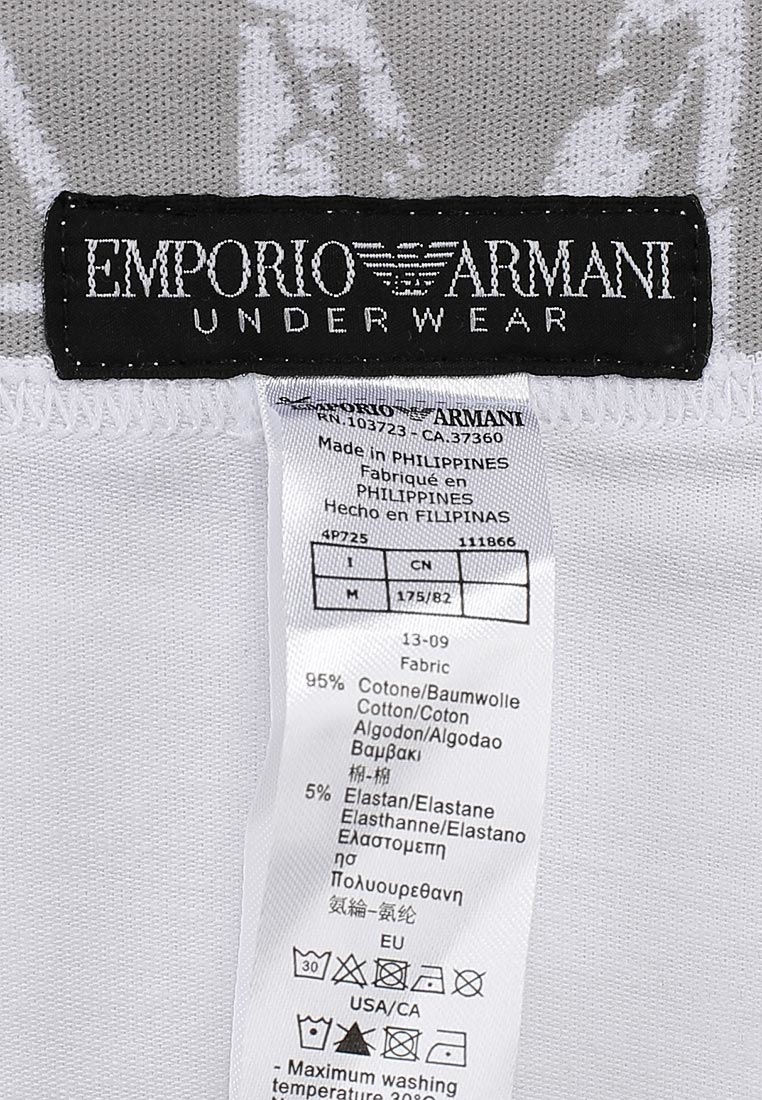 EMPORIO ARMANI
UNDERWEAR
EMPORIO ARMANI
RN.103723 - CA.37360
Made in PHILIPPINES
Fabriqué en
PHILIPPINES
Hecho en FILIPINAS
4P725 111866
I CN
M 175/82
13-09
Fabric
95% Cotone/Baumwolle
Cotton/Coton
Algodon/Algodao
Βαμβακι
棉-棉
5% Elastan/Elastane
Elasthanne/Elastano
Ελαστομεπη
ησ
Πολυουρεθανη
氨綸-氨纶
EU
30
USA/CA
- Maximum washing
temperature 30°C